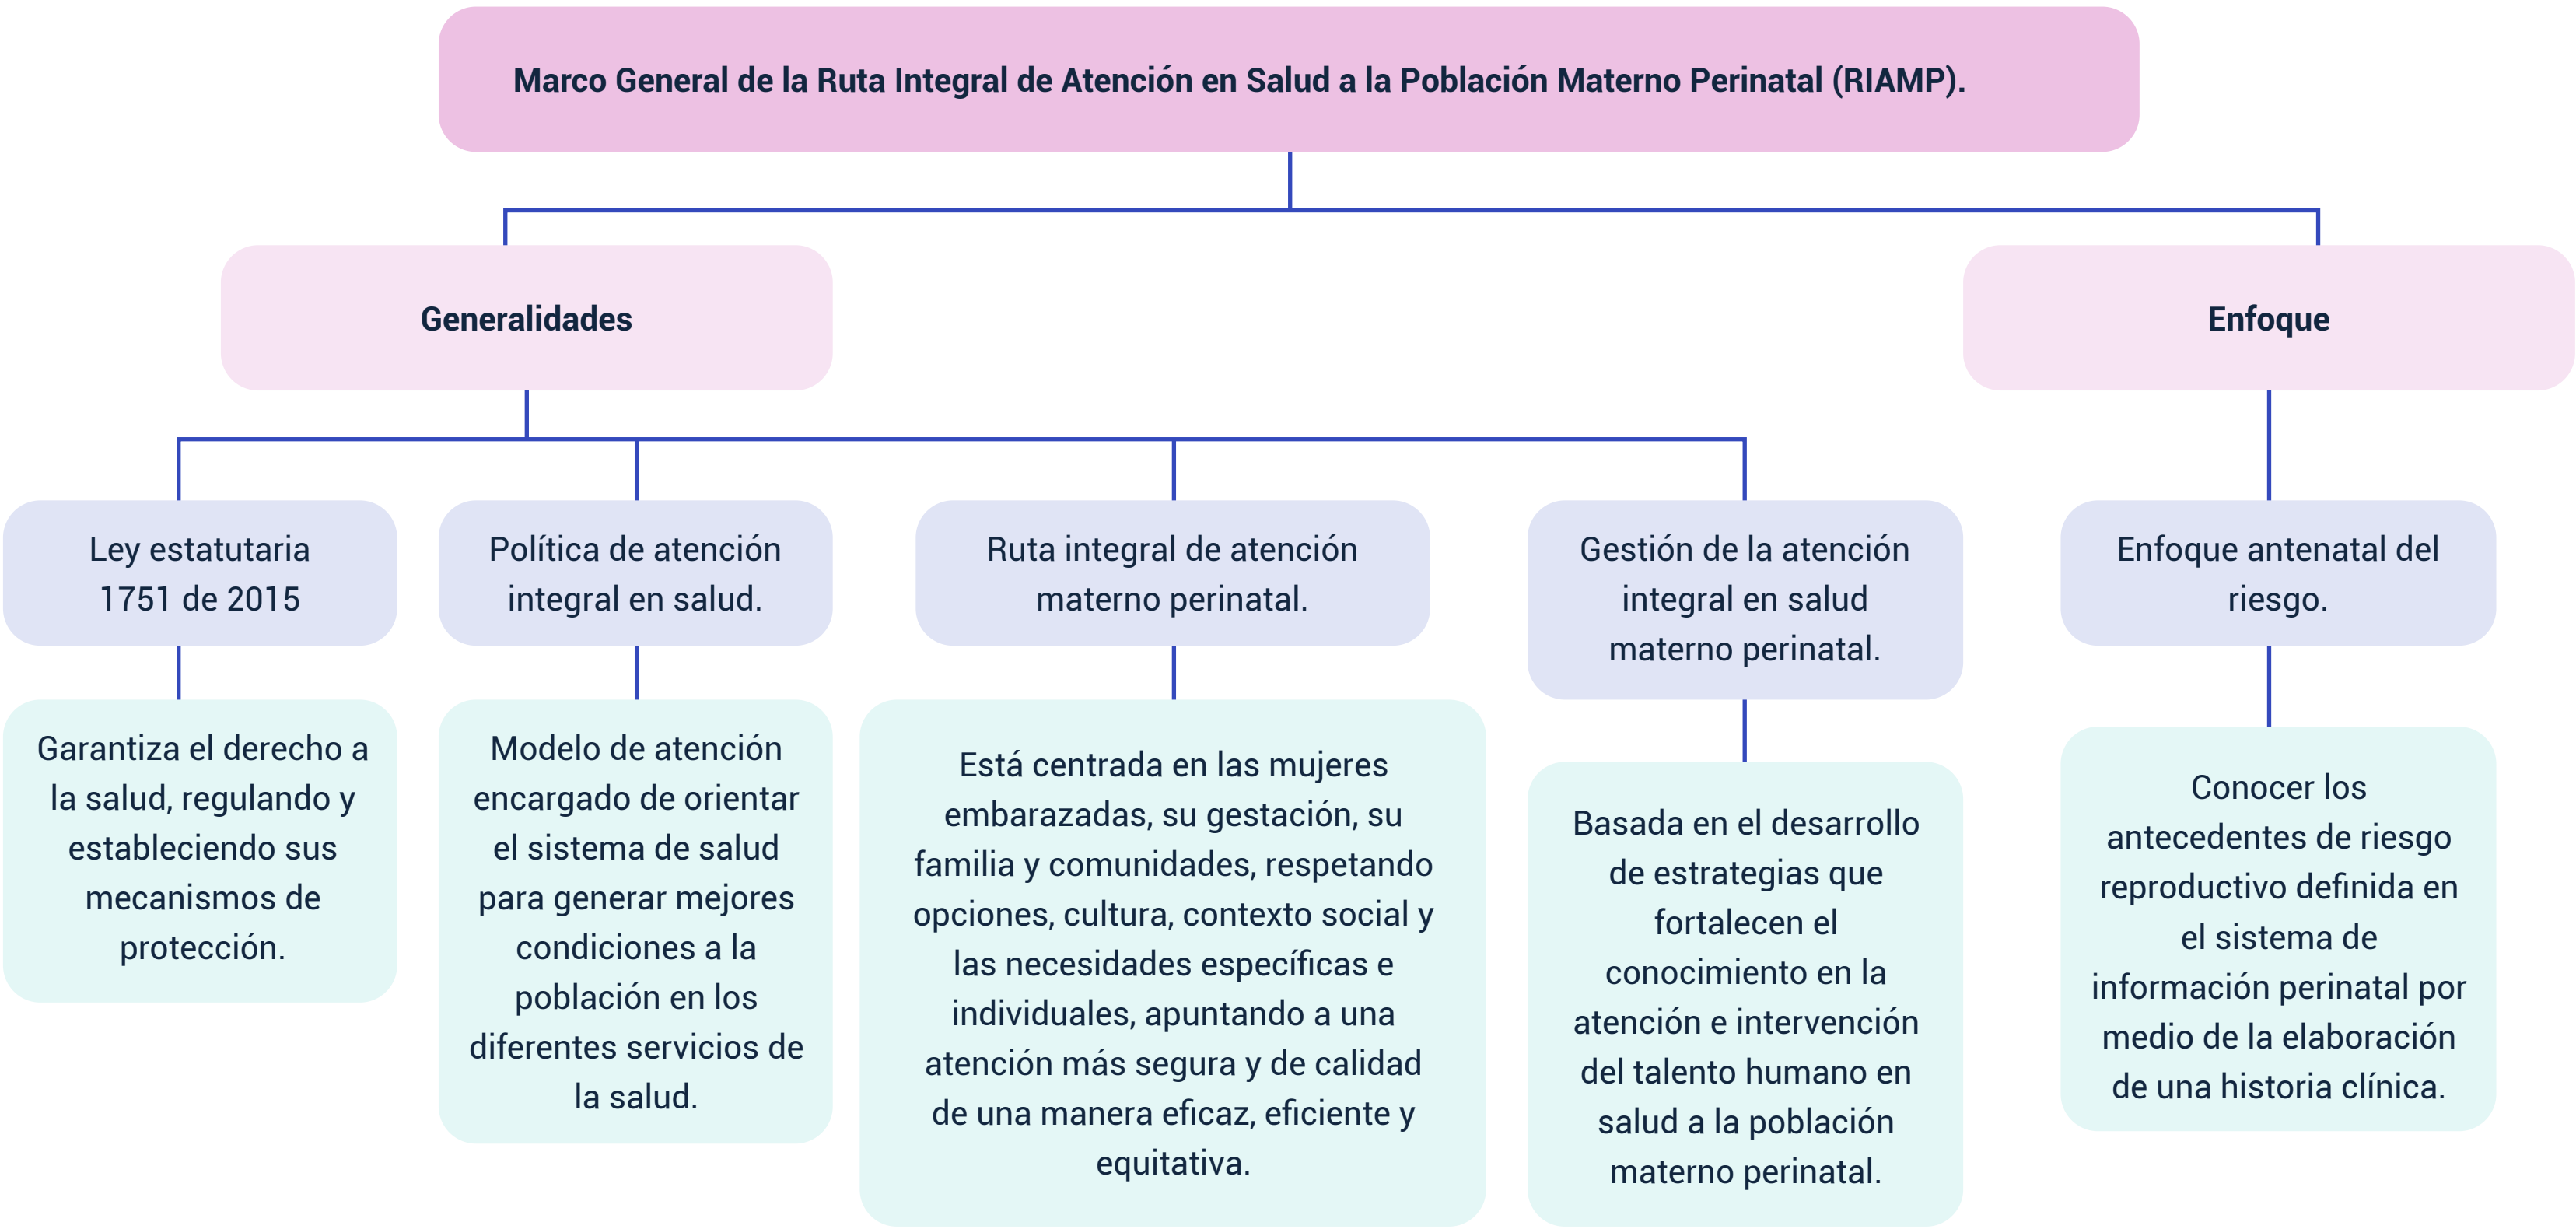 Marco General de la Ruta Integral de Atención en Salud a la Población Materno Perinatal (RIAMP).
Generalidades
Enfoque
Ley estatutaria
1751 de 2015
Política de atención
integral en salud.
Ruta integral de atención
materno perinatal.
Gestión de la atención
integral en salud
materno perinatal.
Enfoque antenatal del
riesgo.
Garantiza el derecho a
la salud, regulando y
estableciendo sus
mecanismos de
protección.
Modelo de atención
encargado de orientar
el sistema de salud
para generar mejores
condiciones a la
población en los
diferentes servicios de
la salud.
Está centrada en las mujeres
embarazadas, su gestación, su
familia y comunidades, respetando
opciones, cultura, contexto social y
las necesidades específicas e
individuales, apuntando a una
atención más segura y de calidad
de una manera eficaz, eficiente y
equitativa.
Basada en el desarrollo
de estrategias que
fortalecen el
conocimiento en la
atención e intervención
del talento humano en
salud a la población
materno perinatal.
Conocer los
antecedentes de riesgo
reproductivo definida en
el sistema de
información perinatal por
medio de la elaboración
de una historia clínica.